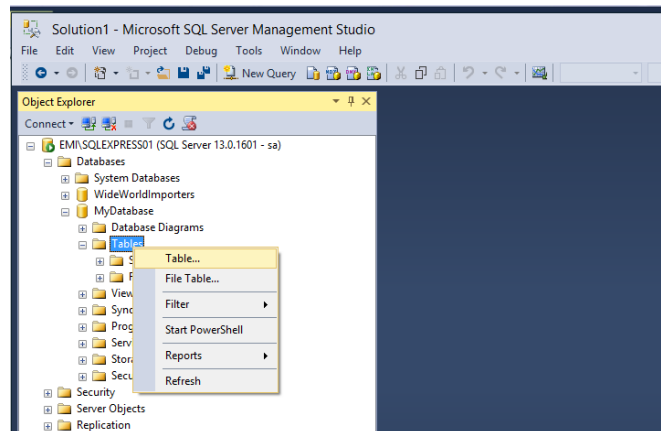 Solution1 - Microsoft SQL Server Management Studio
File Edit View Project Debug Tools Window Help
New Query
Object Explorer
Connect
EMI\SQLEXPRESS01 (SQL Server 13.0.1601 - sa)
Databases
System Databases
WideWorldImporters
MyDatabase
Database Diagrams
Tables
Table...
File Table...
Filter
Start PowerShell
Reports
Refresh
Security
Server Objects
Replication